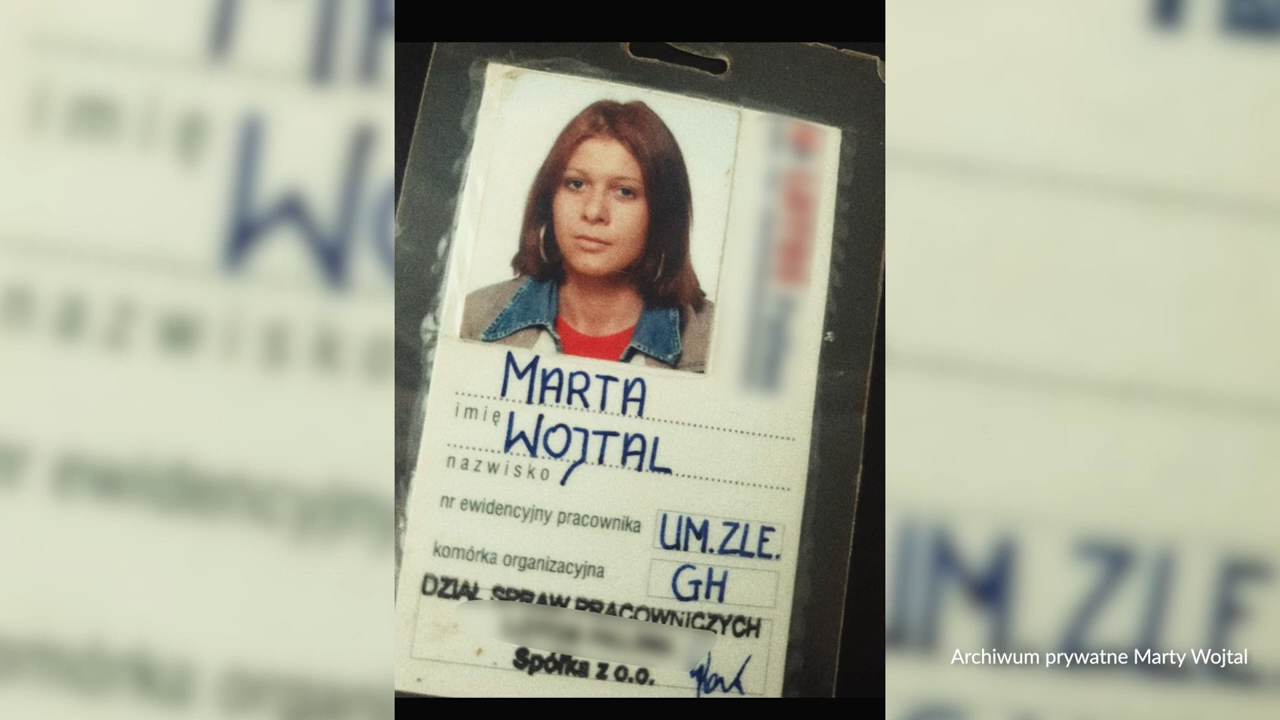 MARTA
imię
WOJTAL
nazwisko
nr ewidencyjny pracownika UM.ZLE.
komórka organizacyjna GH
DZIAŁ SPRAW PRACOWNICZYCH
Spółka z o.o.
Archiwum prywatne Marty Wojtal